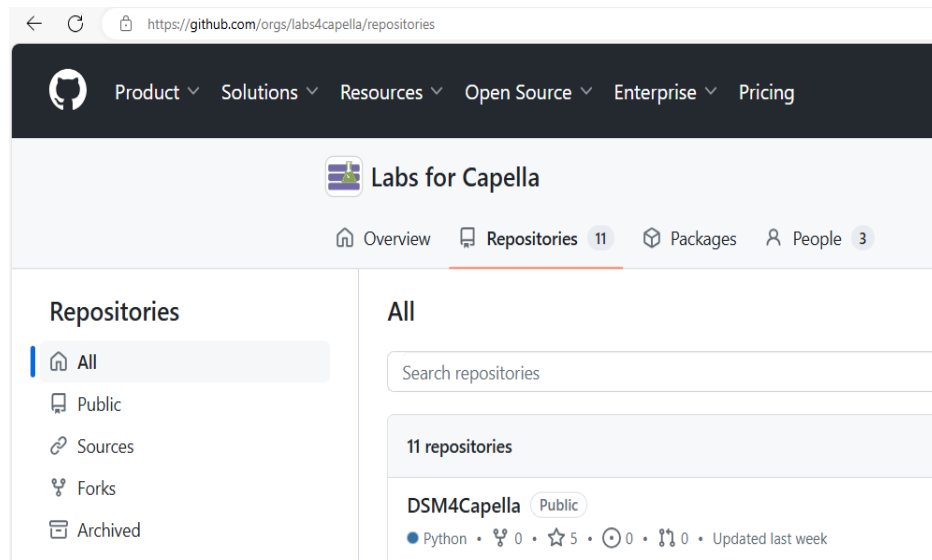 https://github.com/orgs/labs4capella/repositories
Product Solutions Resources Open Source Enterprise Pricing
Labs for Capella
Overview Repositories 11 Packages People 3
Repositories
All
Public
Sources
Forks
Archived
All
Search repositories
11 repositories
DSM4Capella Public
Python • 0 • 5 • 0 • 0 • Updated last week